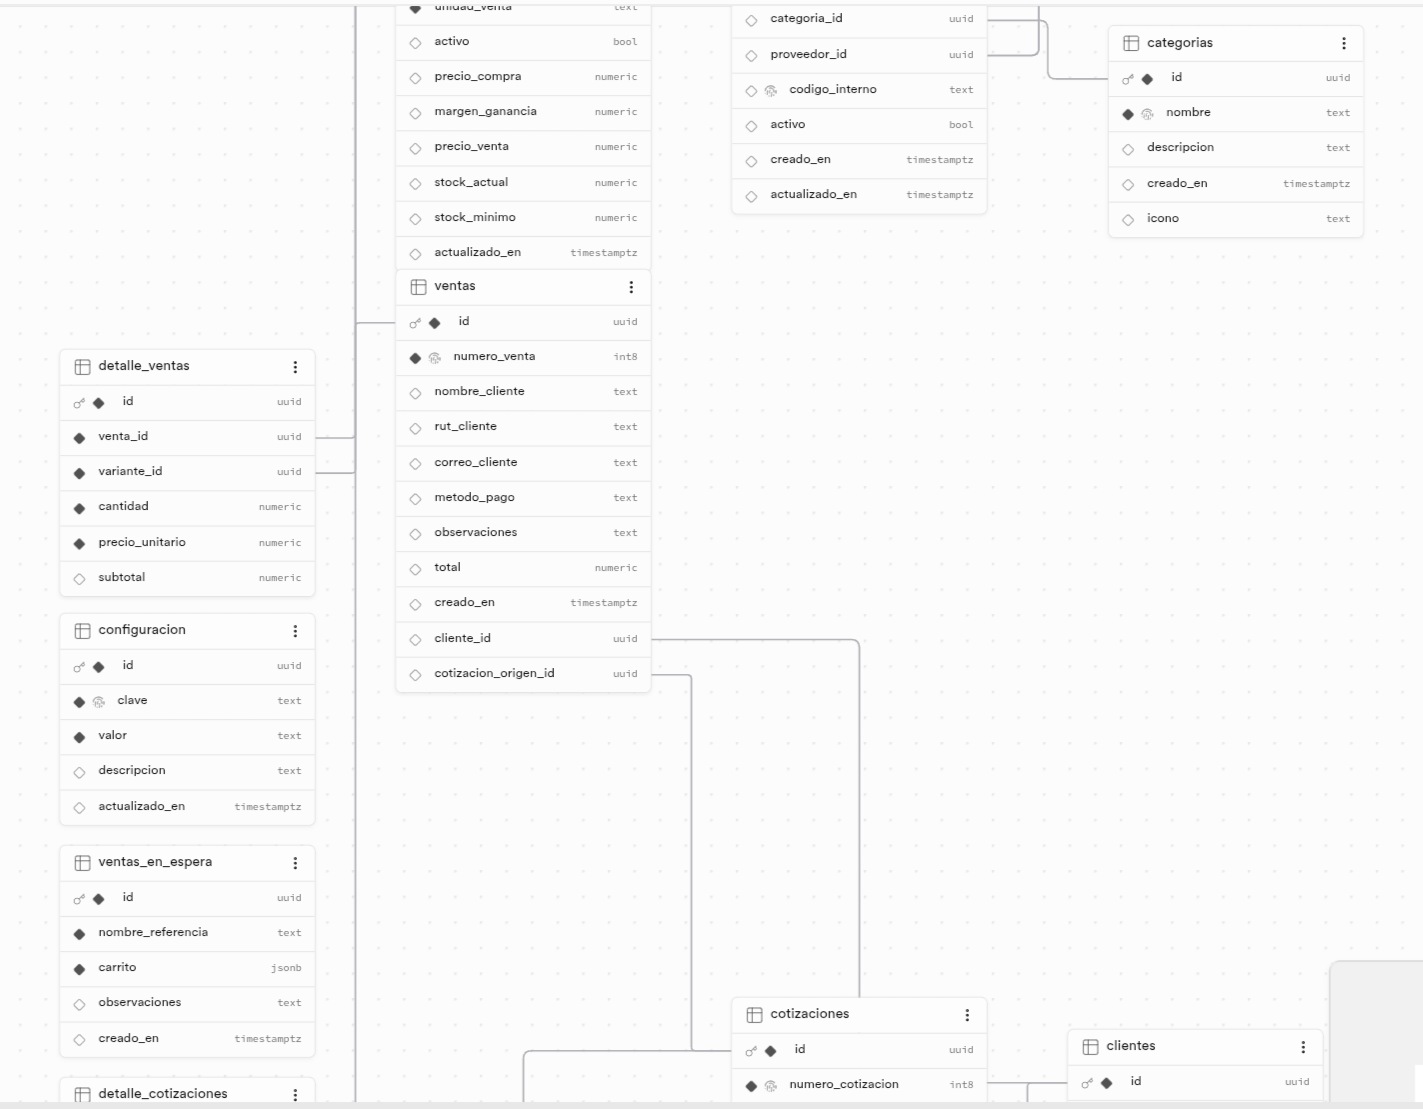 unidad_venta text
activo bool
precio_compra numeric
margen_ganancia numeric
precio_venta numeric
stock_actual numeric
stock_minimo numeric
actualizado_en timestamptz
categoria_id uuid
proveedor_id uuid
codigo_interno text
activo bool
creado_en timestamptz
actualizado_en timestamptz
categorias
id uuid
nombre text
descripcion text
creado_en timestamptz
icono text
ventas
id uuid
numero_venta int8
nombre_cliente text
rut_cliente text
correo_cliente text
metodo_pago text
observaciones text
total numeric
creado_en timestamptz
cliente_id uuid
cotizacion_origen_id uuid
detalle_ventas
id uuid
venta_id uuid
variante_id uuid
cantidad numeric
precio_unitario numeric
subtotal numeric
configuracion
id uuid
clave text
valor text
descripcion text
actualizado_en timestamptz
ventas_en_espera
id uuid
nombre_referencia text
carrito jsonb
observaciones text
creado_en timestamptz
detalle_cotizaciones
cotizaciones
id uuid
numero_cotizacion int8
clientes
id uuid